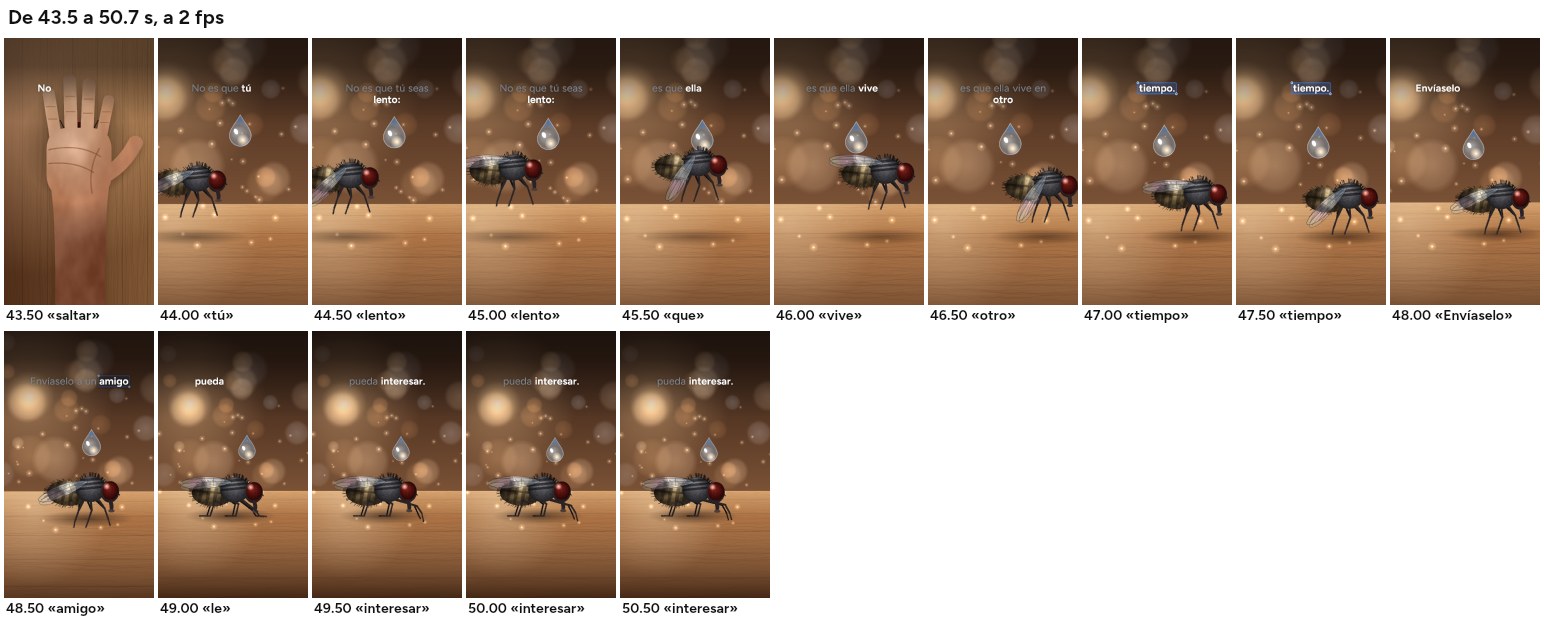 De 43.5 a 50.7 s, a 2 fps
No
No es que tú
No es que tú seas
lento:
No es que tú seas
lento:
es que ella
es que ella vive
es que ella vive en
otro
tiempo.
tiempo.
Envíaselo
43.50 «saltar»
44.00 «tú»
44.50 «lento»
45.00 «lento»
45.50 «que»
46.00 «vive»
46.50 «otro»
47.00 «tiempo»
47.50 «tiempo»
48.00 «Envíaselo»
Envíaselo a un amigo
pueda
pueda interesar.
pueda interesar.
pueda interesar.
48.50 «amigo»
49.00 «le»
49.50 «interesar»
50.00 «interesar»
50.50 «interesar»